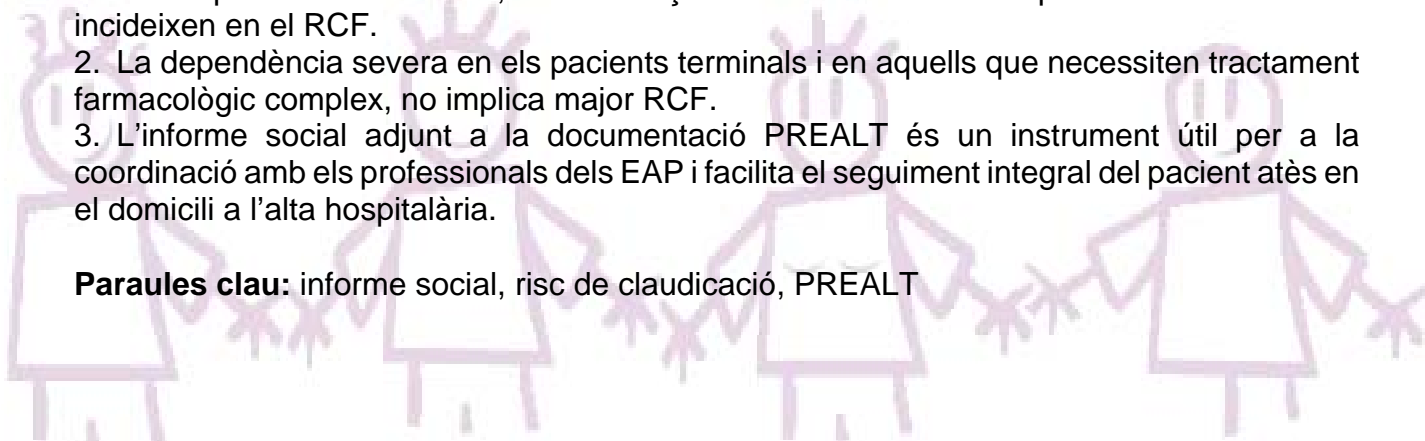 incideixen en el RCF.
2. La dependència severa en els pacients terminals i en aquells que necessiten tractament
farmacològic complex, no implica major RCF.
3. L'informe social adjunt a la documentació PREALT és un instrument útil per a la
coordinació amb els professionals dels EAP i facilita el seguiment integral del pacient atès en
el domicili a l'alta hospitalària.
Paraules clau: informe social, risc de claudicació, PREALT